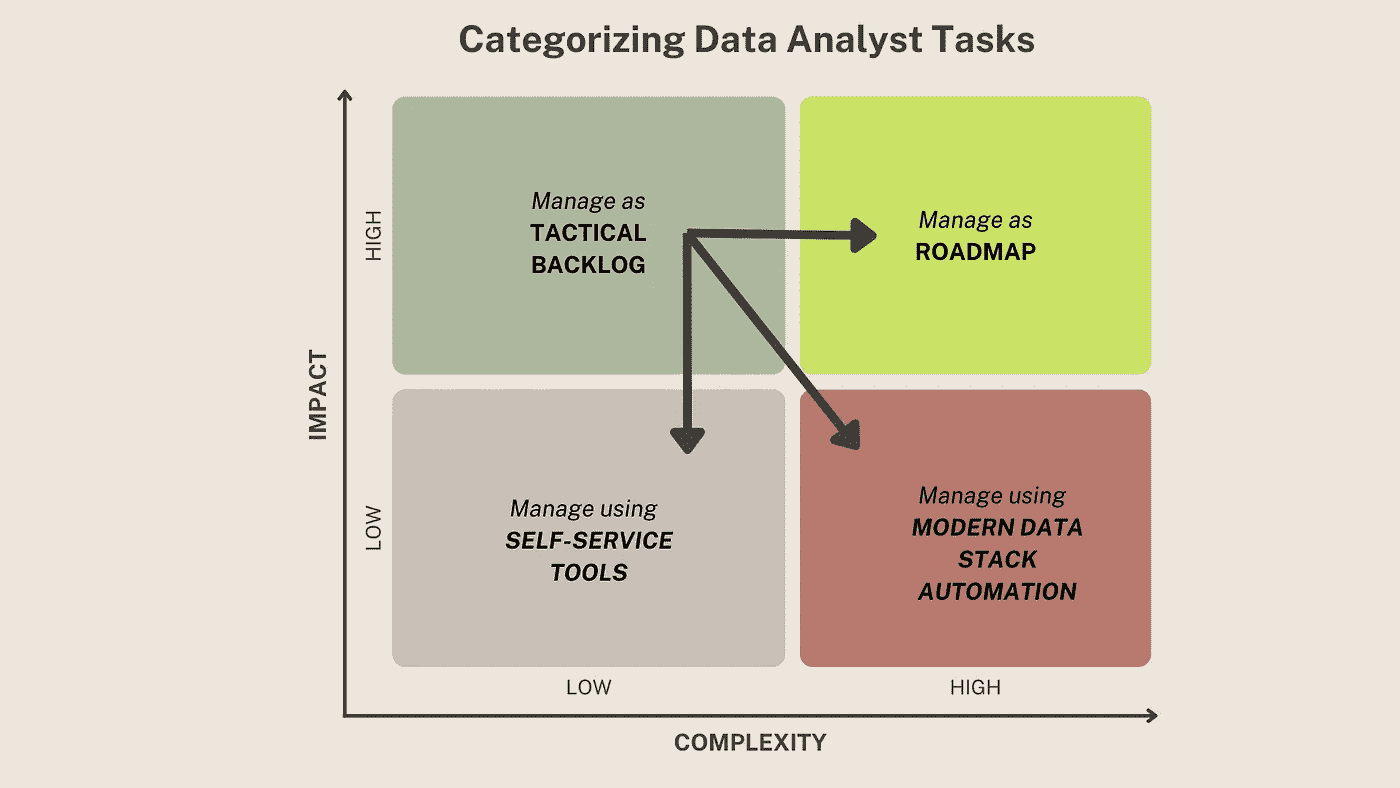 Categorizing Data Analyst Tasks
IMPACT
HIGH
Manage as
TACTICAL
BACKLOG
Manage as
ROADMAP
LOW
Manage using
SELF-SERVICE
TOOLS
Manage using
MODERN DATA
STACK
AUTOMATION
LOW
HIGH
COMPLEXITY